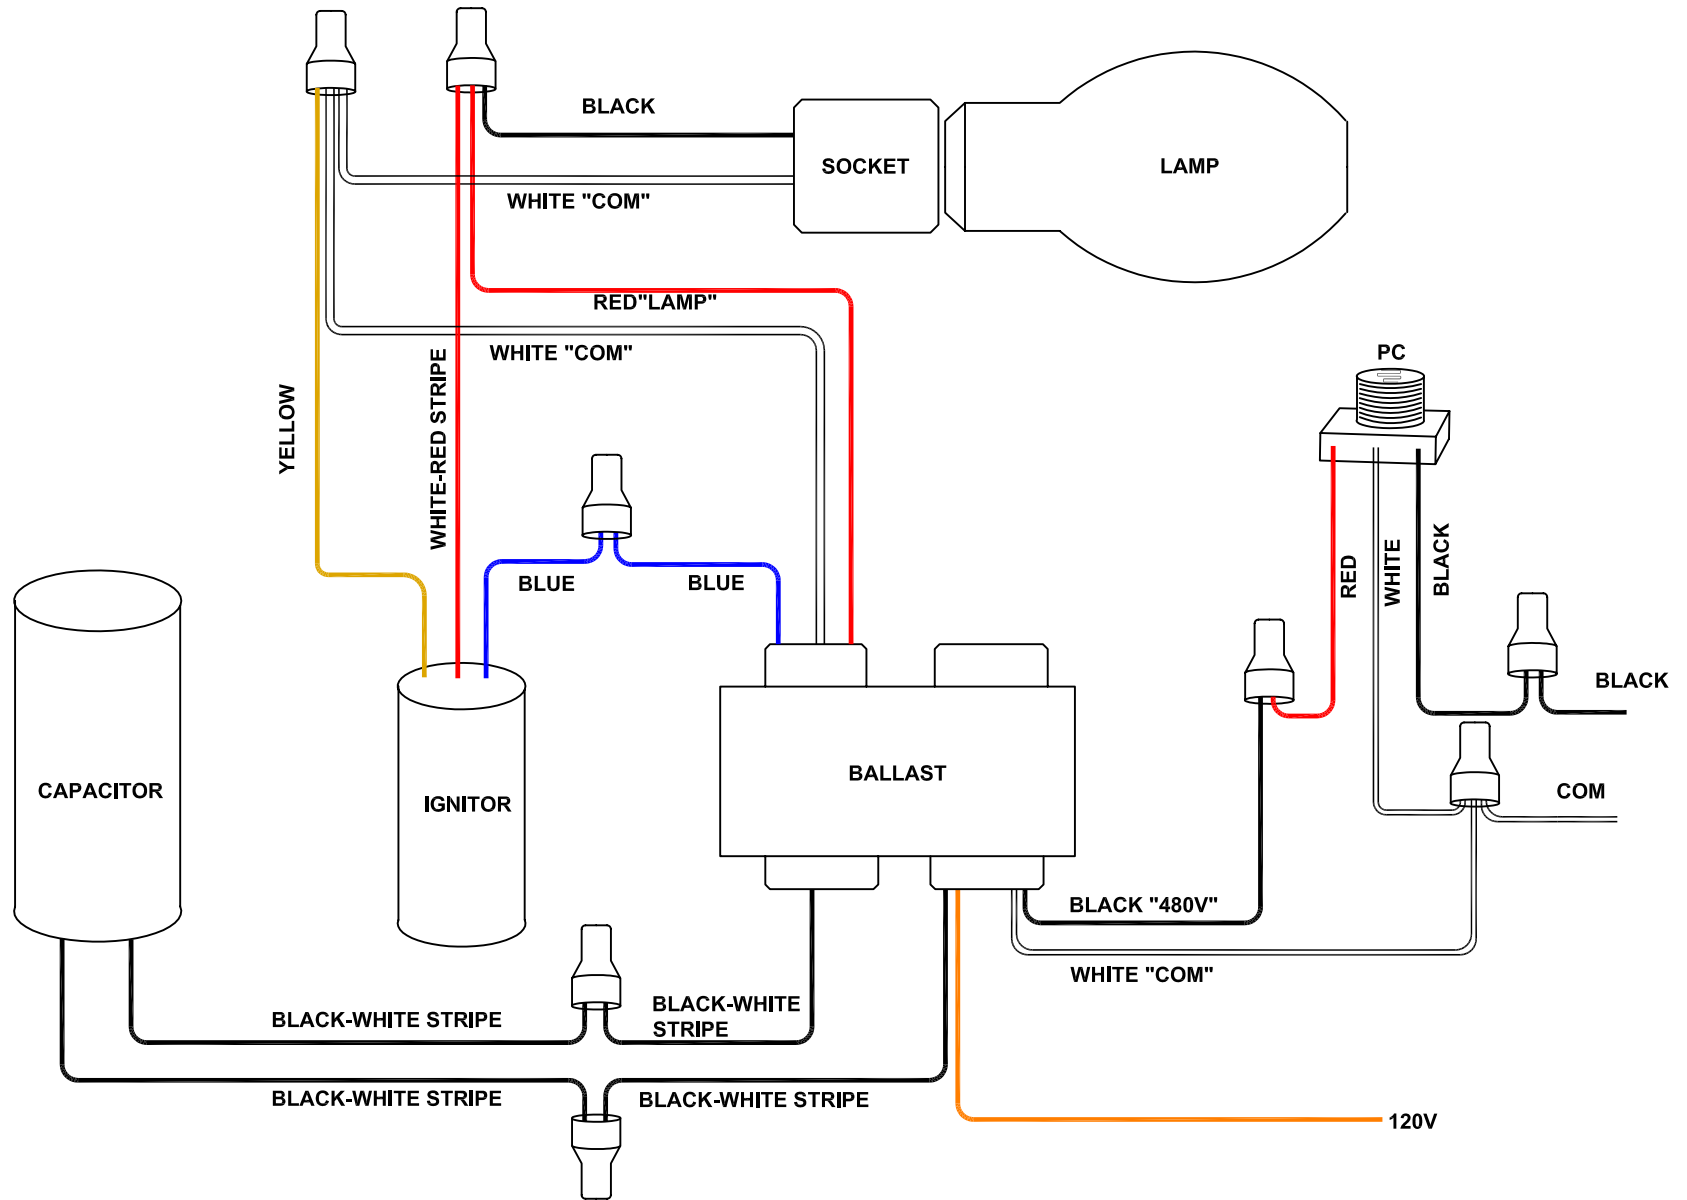 BLACK
SOCKET
LAMP
WHITE "COM"
RED"LAMP"
WHITE "COM"
PC
YELLOW
WHITE-RED STRIPE
BLUE
BLUE
RED
WHITE
BLACK
BLACK
BALLAST
CAPACITOR
IGNITOR
COM
BLACK "480V"
WHITE "COM"
BLACK-WHITE STRIPE
BLACK-WHITE
STRIPE
BLACK-WHITE STRIPE
BLACK-WHITE STRIPE
120V